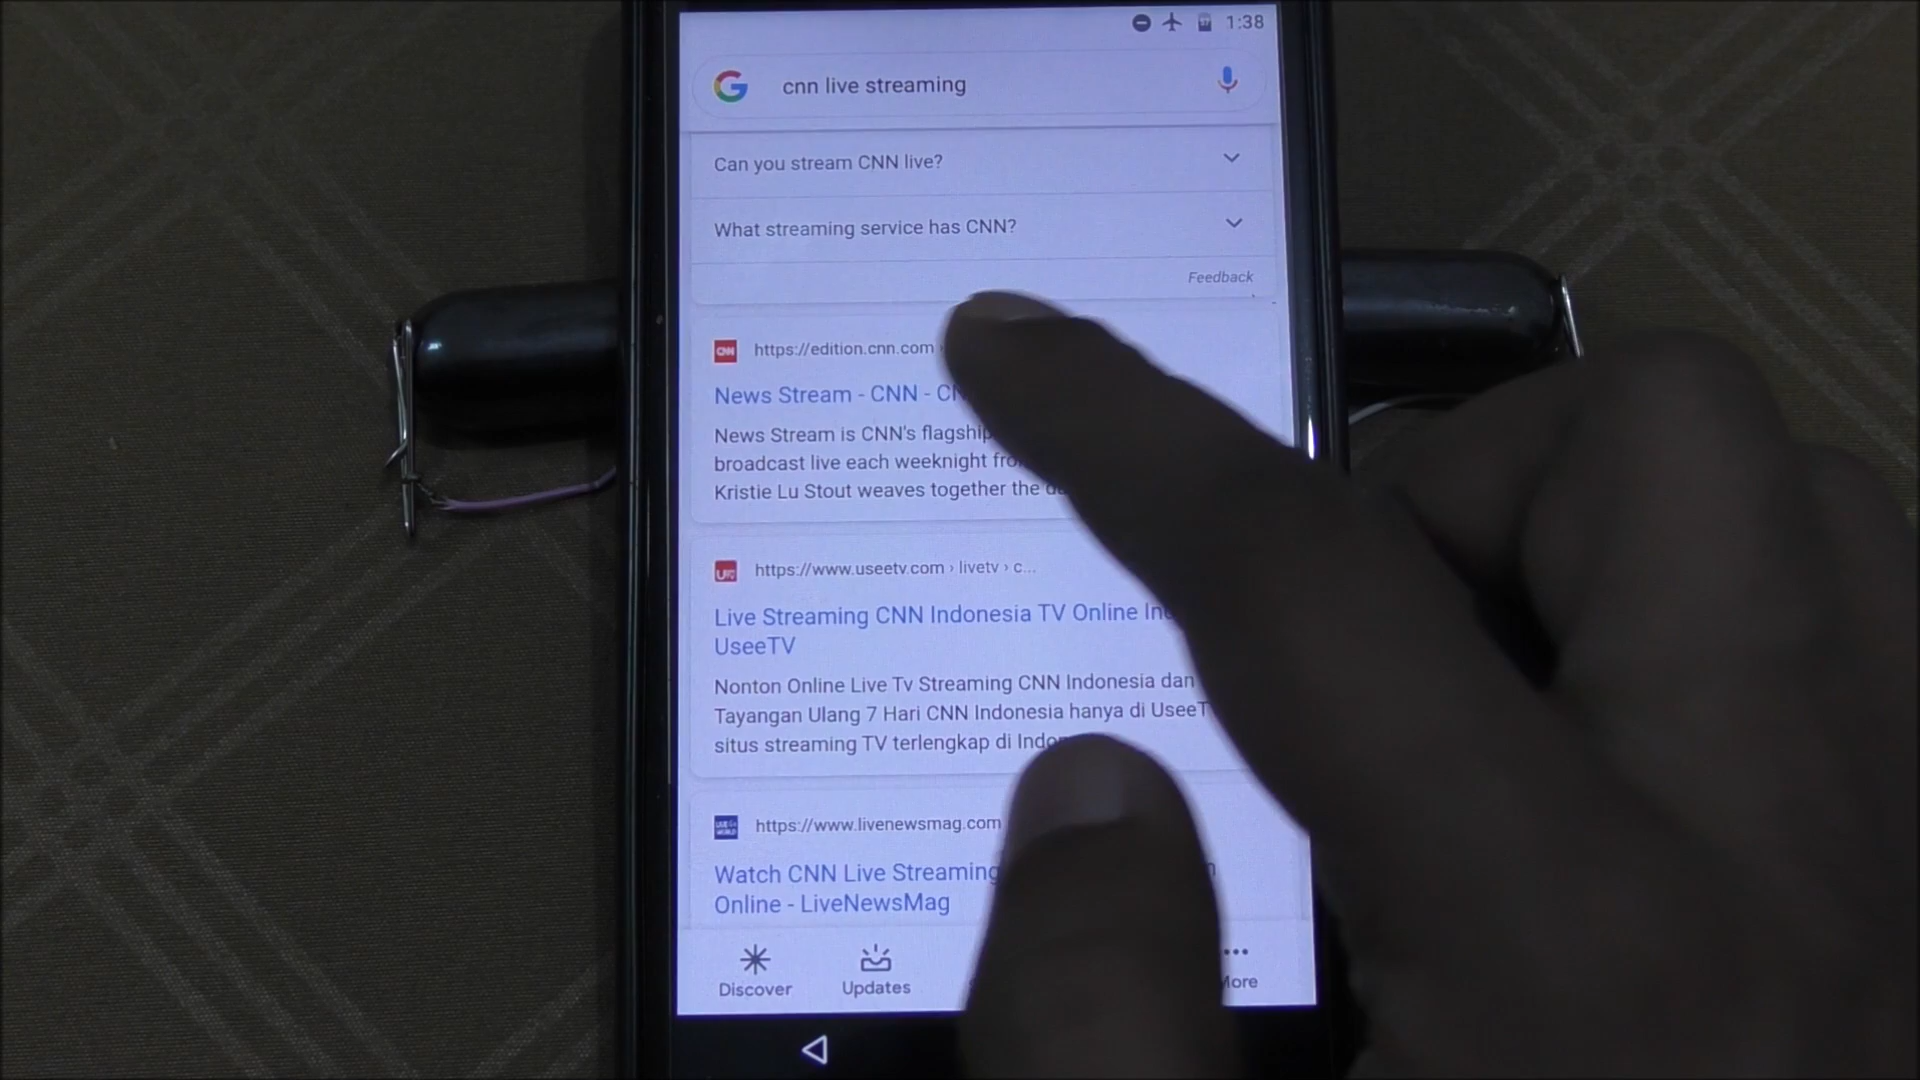 1:38
cnn live streaming
Can you stream CNN live?
What streaming service has CNN?
Feedback
CNN https://edition.cnn.com ›
News Stream - CNN -
News Stream is CNN's flagship
broadcast live each weeknight
Kristie Lu Stout weaves together the
https://www.useetv.com › livetv › c...
Live Streaming CNN Indonesia TV Online
UseeTV
Nonton Online Live Tv Streaming CNN Indonesia dan
Tayangan Ulang 7 Hari CNN Indonesia hanya di UseeT
situs streaming TV terlengkap di
https://www.livenewsmag.com
Watch CNN Live Streaming
Online - LiveNewsMag
Discover Updates More